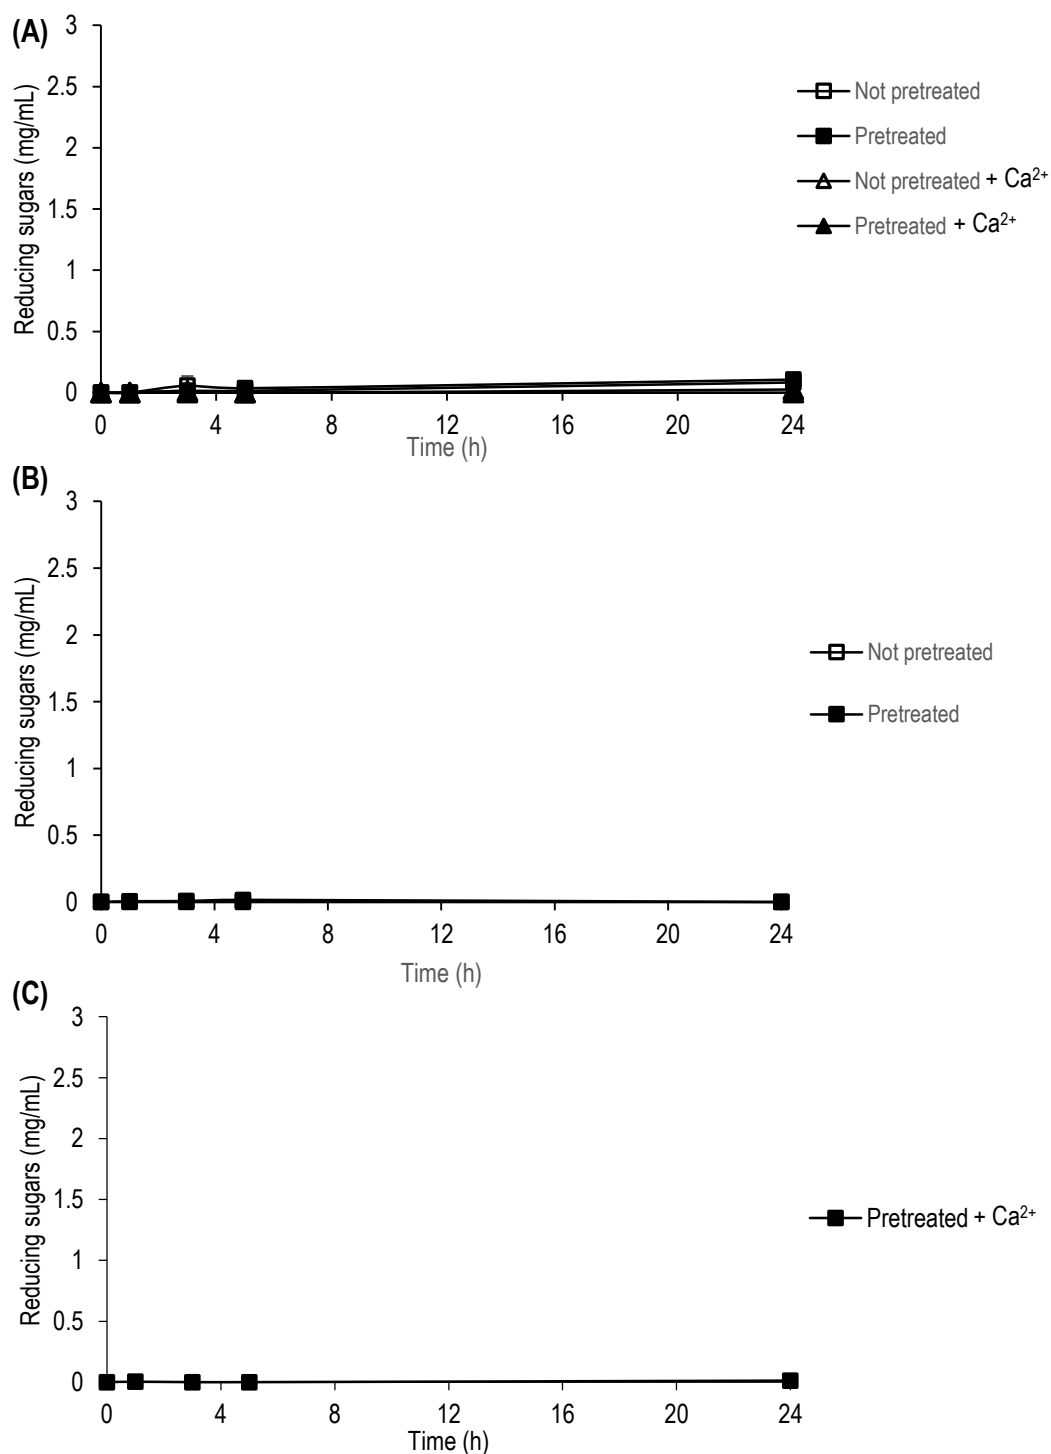 (A)
Reducing sugars (mg/mL)
3
2.5
2
1.5
1
0.5
0
0 4 8 12 16 20 24
Time (h)
Not pretreated
Pretreated
Not pretreated + Ca²⁺
Pretreated + Ca²⁺
(B)
Reducing sugars (mg/mL)
3
2.5
2
1.5
1
0.5
0
0 4 8 12 16 20 24
Time (h)
Not pretreated
Pretreated
(C)
Reducing sugars (mg/mL)
3
2.5
2
1.5
1
0.5
0
0 4 8 12 16 20 24
Time (h)
Pretreated + Ca²⁺